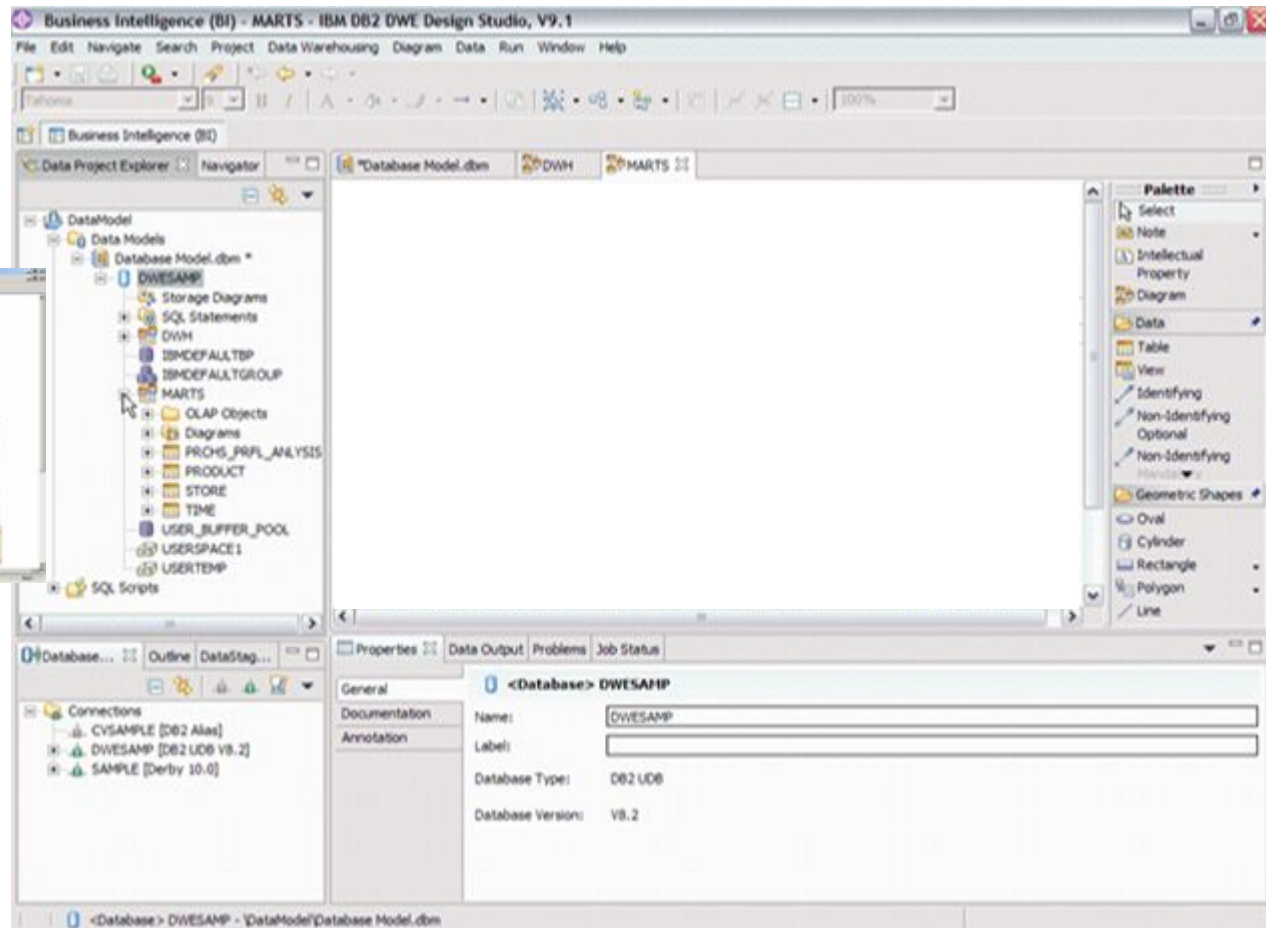 Business Intelligence (BI) - MARTS - IBM DB2 DWE Design Studio, V9.1
File Edit Navigate Search Project Data Warehousing Diagram Data Run Window Help
Tahoma 9 B I A 100%
Business Intelligence (BI)
Data Project Explorer Navigator
*Database Model.dbm DWH MARTS
DataModel
Data Models
Database Model.dbm *
DWESAMP
Storage Diagrams
SQL Statements
DWH
IBMDEFAULTBP
IBMDEFAULTGROUP
MARTS
OLAP Objects
Diagrams
PRCHS_PRFL_ANLYSIS
PRODUCT
STORE
TIME
USER_BUFFER_POOL
USERSPACE1
USERTEMP
SQL Scripts
Palette
Select
Note
Intellectual
Property
Diagram
Data
Table
View
Identifying
Non-Identifying
Optional
Non-Identifying
Geometric Shapes
Oval
Cylinder
Rectangle
Polygon
Line
Database... Outline DataStag...
Connections
CVSAMPLE [DB2 Alias]
DWESAMP [DB2 UDB V8.2]
SAMPLE [Derby 10.0]
Properties Data Output Problems Job Status
General
Documentation
Annotation
<Database> DWESAMP
Name: DWESAMP
Label:
Database Type: DB2 UDB
Database Version: V8.2
<Database> DWESAMP - \DataModel\Database Model.dbm